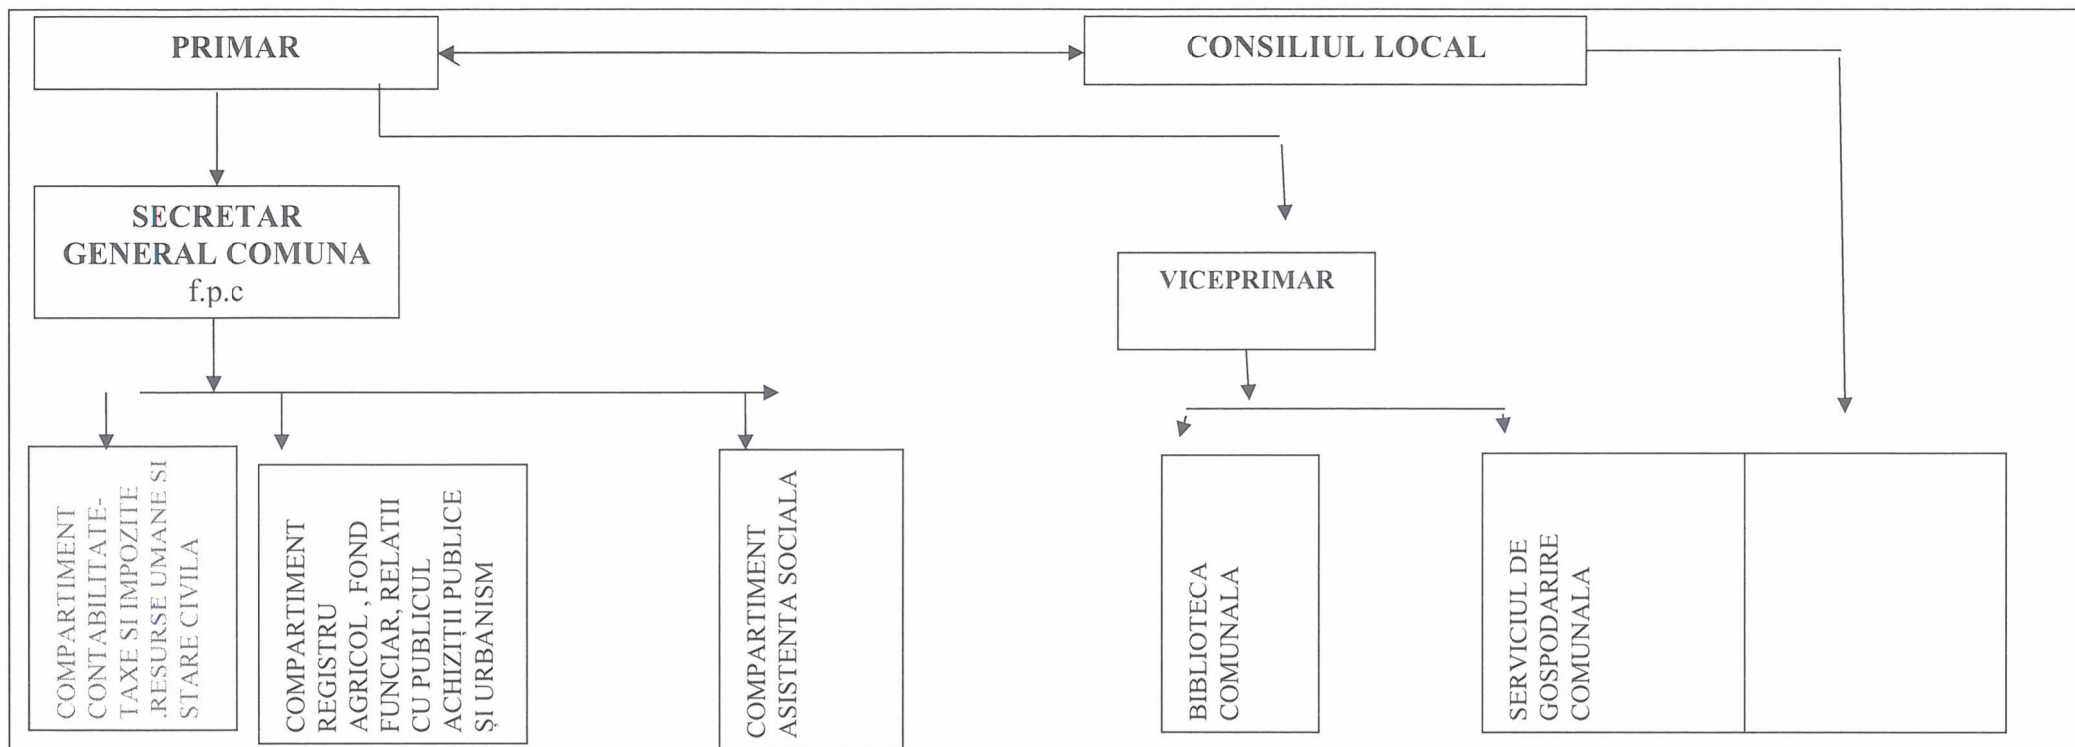 PRIMAR
CONSILIUL LOCAL
SECRETAR
GENERAL COMUNA
f.p.c
VICEPRIMAR
COMPARTIMENT
CONTABILITATE-
TAXE SI IMPOZITE
.RESURSE UMANE SI
STARE CIVILA
COMPARTIMENT
REGISTRU
AGRICOL , FOND
FUNCIAR, RELATII
CU PUBLICUL
ACHIZIȚII PUBLICE
ȘI URBANISM
COMPARTIMENT
ASISTENTA SOCIALA
BIBLIOTECA
COMUNALA
SERVICIUL DE
GOSPODARIRE
COMUNALA